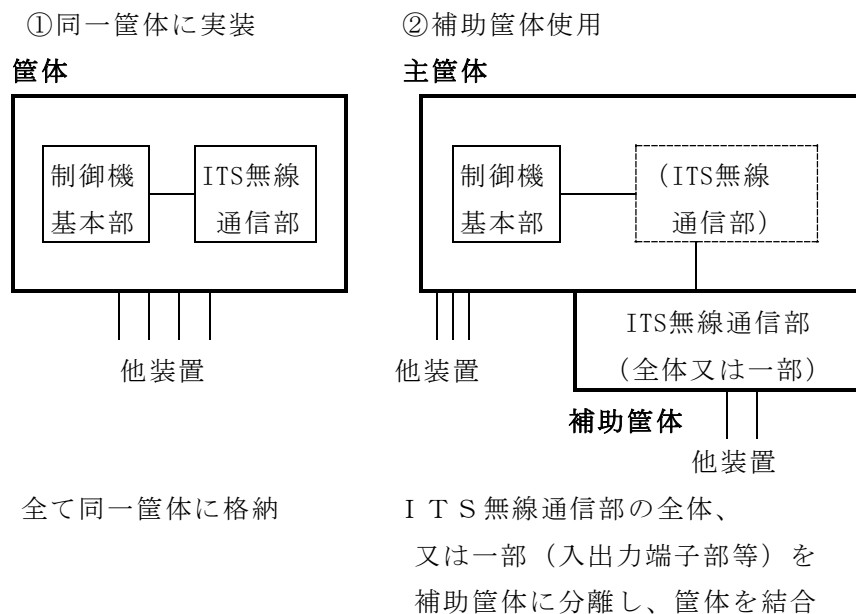 ①同一筐体に実装
筐体
制御機
基本部
ITS無線
通信部
他装置
全て同一筐体に格納
②補助筐体使用
主筐体
制御機
基本部
(ITS無線
通信部)
ITS無線通信部
(全体又は一部)
他装置
補助筐体
他装置
ＩＴＳ無線通信部の全体、
又は一部（入出力端子部等）を
補助筐体に分離し、筐体を結合